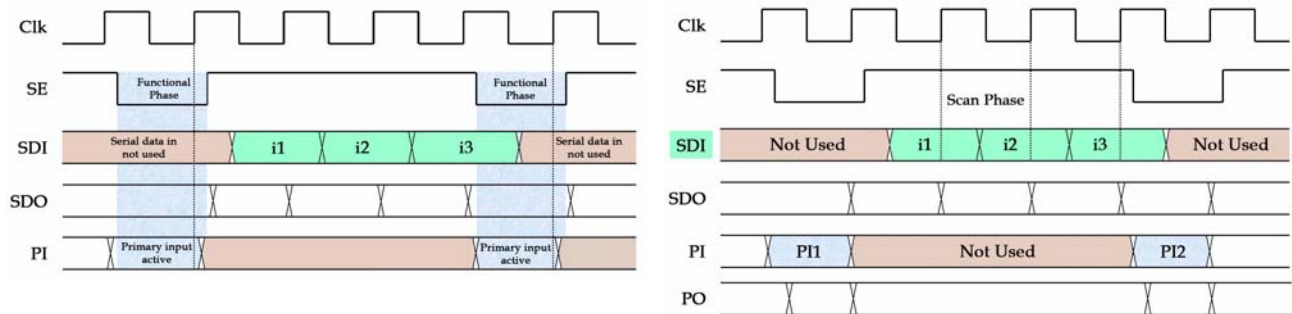 Clk
SE
Functional
Phase
Functional
Phase
SDI
Serial data in
not used
i1
i2
i3
Serial data in
not used
SDO
PI
Primary input
active
Primary input
active
Clk
SE
Scan Phase
SDI
Not Used
i1
i2
i3
Not Used
SDO
PI
PI1
Not Used
PI2
PO